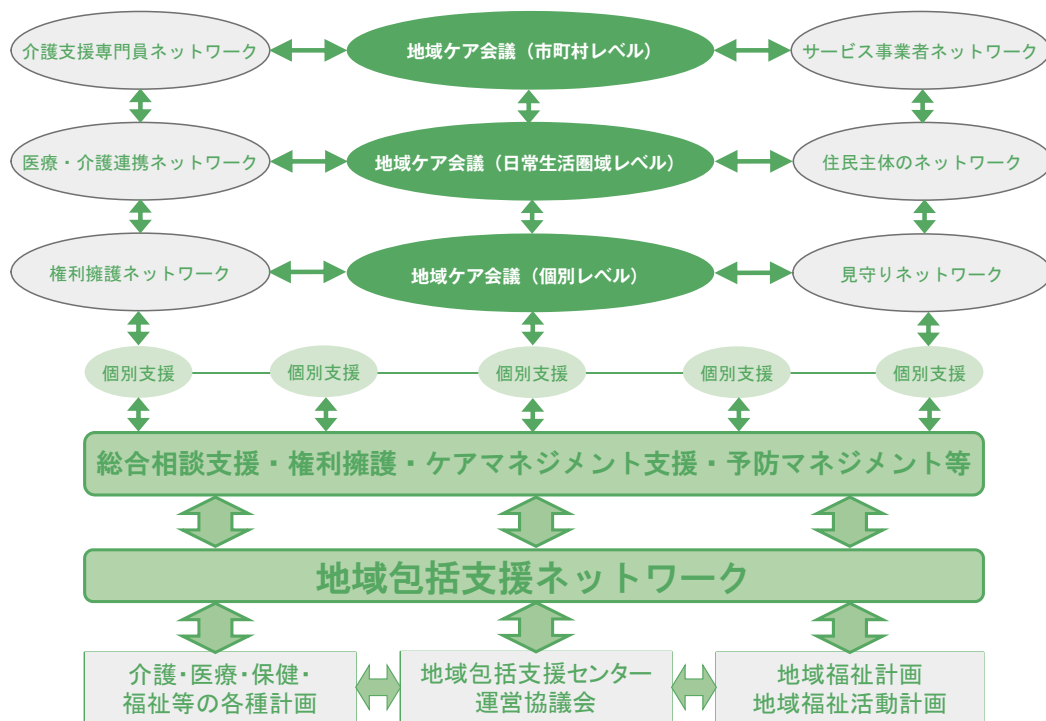 介護支援専門員ネットワーク
地域ケア会議（市町村レベル）
サービス事業者ネットワーク
医療・介護連携ネットワーク
地域ケア会議（日常生活圏域レベル）
住民主体のネットワーク
権利擁護ネットワーク
地域ケア会議（個別レベル）
見守りネットワーク
個別支援
個別支援
個別支援
個別支援
個別支援
総合相談支援・権利擁護・ケアマネジメント支援・予防マネジメント等
地域包括支援ネットワーク
介護・医療・保健・
福祉等の各種計画
地域包括支援センター
運営協議会
地域福祉計画
地域福祉活動計画